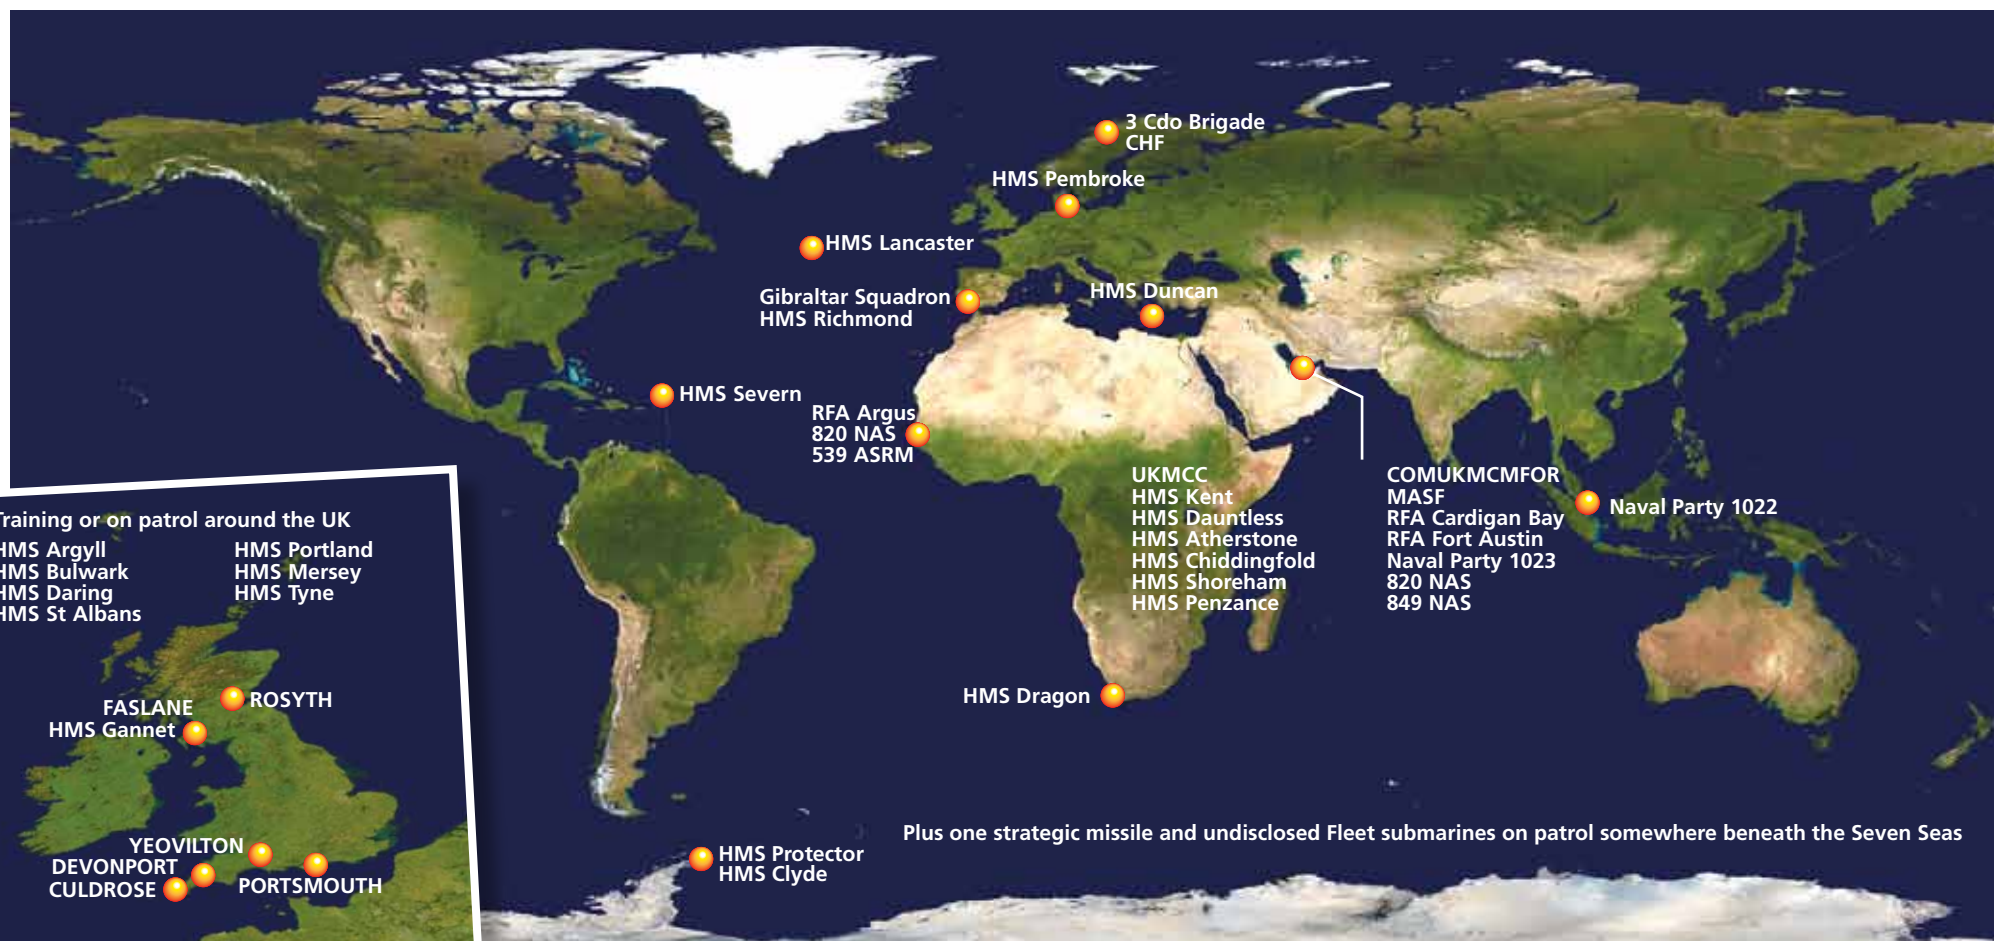 3 Cdo Brigade
CHF
HMS Pembroke
HMS Lancaster
Gibraltar Squadron
HMS Richmond
HMS Duncan
HMS Severn
RFA Argus
820 NAS
539 ASRM
UKMCC
HMS Kent
HMS Dauntless
HMS Atherstone
HMS Chiddingfold
HMS Shoreham
HMS Penzance
COMUKMCMFOR
MASF
RFA Cardigan Bay
RFA Fort Austin
Naval Party 1023
820 NAS
849 NAS
Naval Party 1022
HMS Dragon
HMS Protector
HMS Clyde
Plus one strategic missile and undisclosed Fleet submarines on patrol somewhere beneath the Seven Seas
Training or on patrol around the UK
HMS Argyll
HMS Bulwark
HMS Daring
HMS St Albans
HMS Portland
HMS Mersey
HMS Tyne
ROSYTH
FASLANE
HMS Gannet
YEOVILTON
DEVONPORT
CULDROSE
PORTSMOUTH